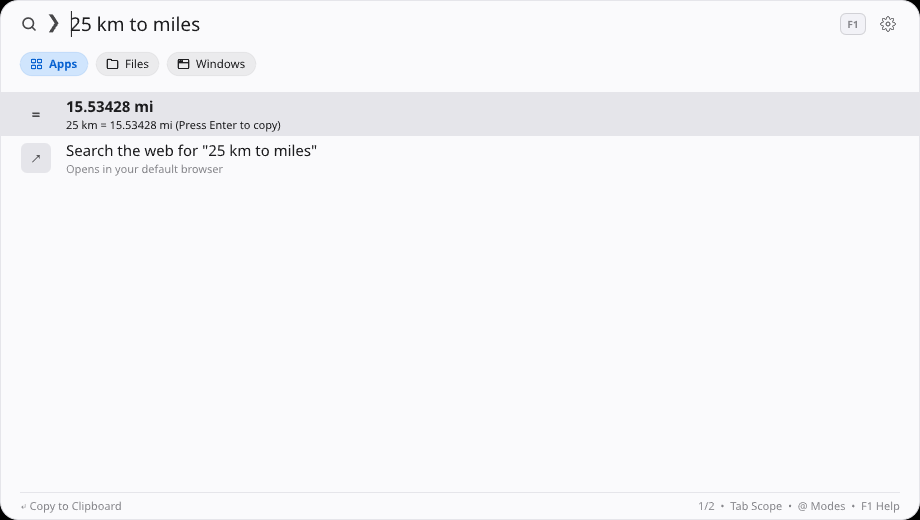 ❯ 25 km to miles F1
Apps Files Windows
= 15.53428 mi
25 km = 15.53428 mi (Press Enter to copy)
↗ Search the web for "25 km to miles"
Opens in your default browser
↵ Copy to Clipboard 1/2 • Tab Scope • @ Modes • F1 Help